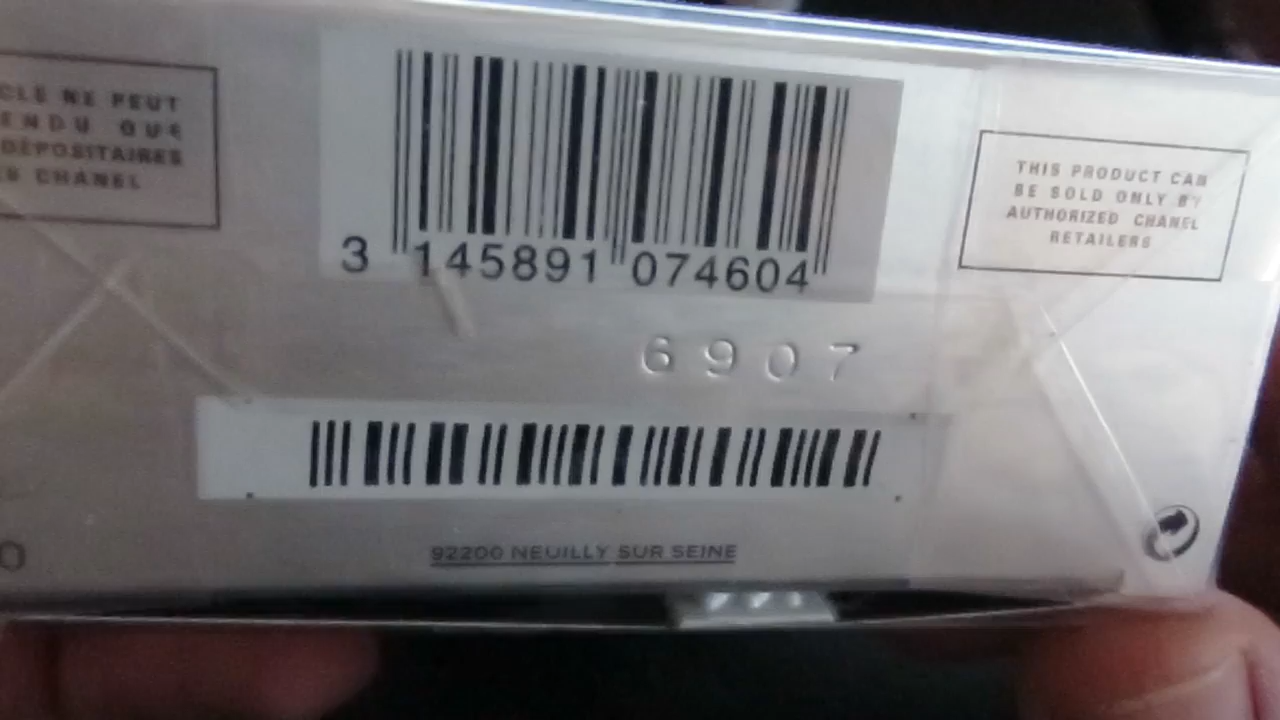 CLE NE PEUT
ENDU QUE
DÉPOSITAIRES
CHANEL
3 145891 074604
THIS PRODUCT CAN
BE SOLD ONLY BY
AUTHORIZED CHANEL
RETAILERS
6907
92200 NEUILLY SUR SEINE